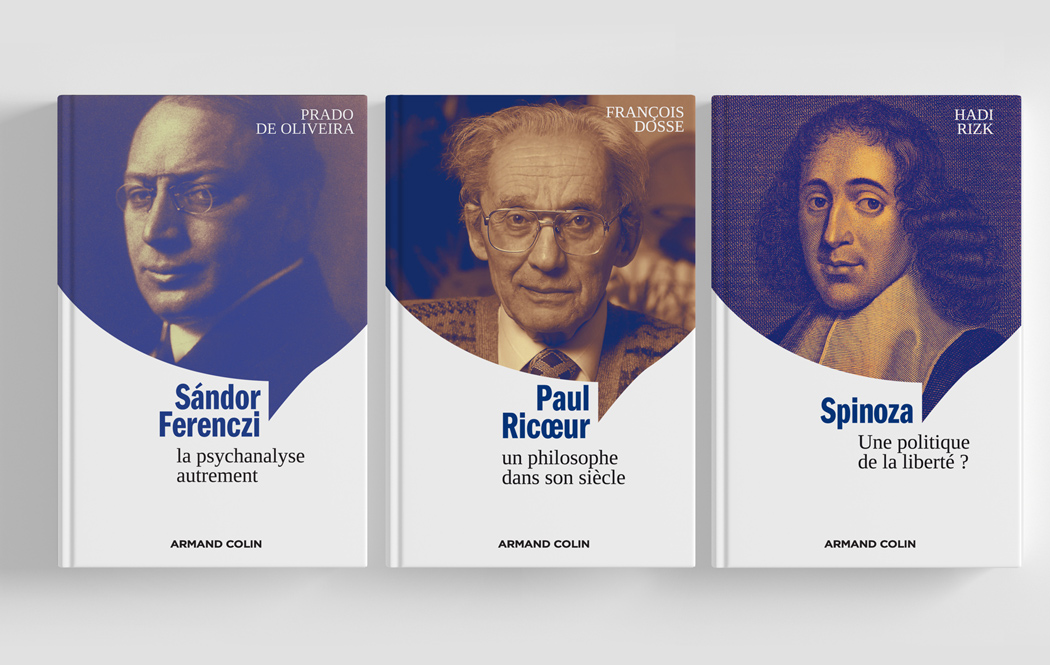 PRADO
DE OLIVEIRA
Sándor
Ferenczi
la psychanalyse
autrement
ARMAND COLIN
FRANÇOIS
DOSSE
Paul
Ricœur
un philosophe
dans son siècle
ARMAND COLIN
HADI
RIZK
Spinoza
Une politique
de la liberté ?
ARMAND COLIN